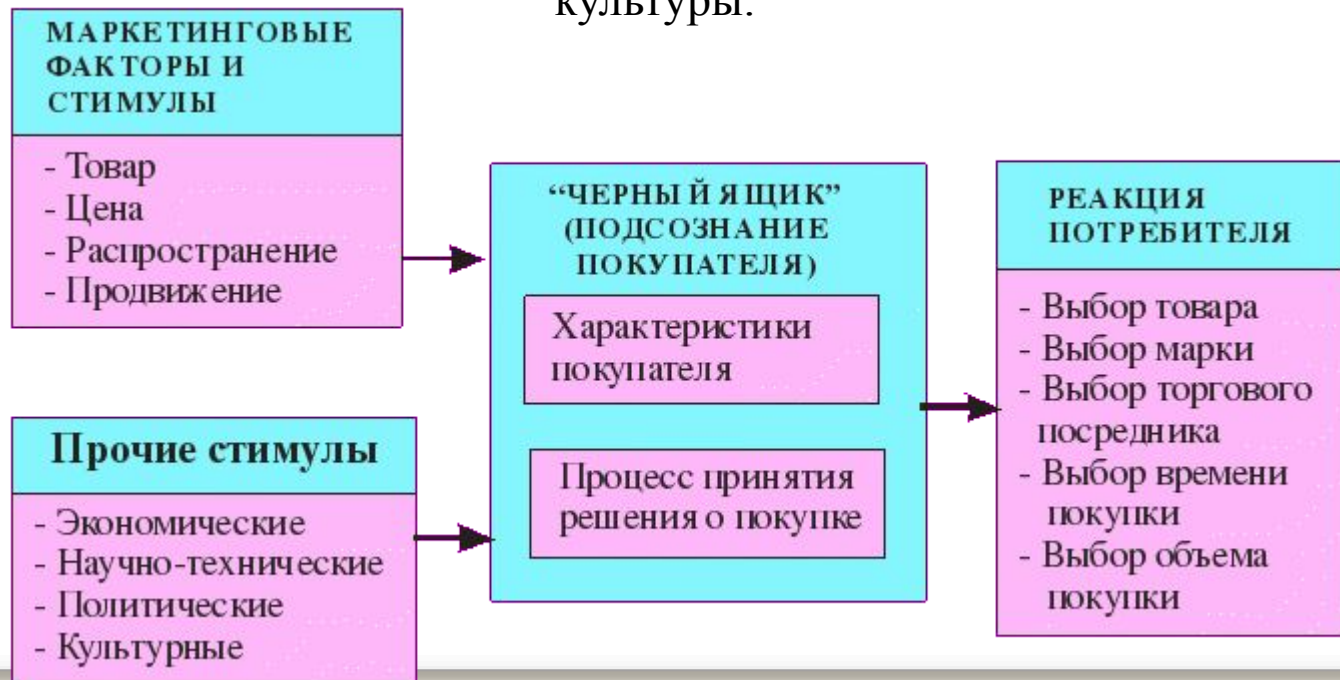 культуры.
МАРКЕТИНГОВЫЕ
ФАКТОРЫ И
СТИМУЛЫ
- Товар
- Цена
- Распространение
- Продвижение
Прочие стимулы
- Экономические
- Научно-технические
- Политические
- Культурные
“ЧЕРНЫЙ ЯЩИК”
(ПОДСОЗНАНИЕ
ПОКУПАТЕЛЯ)
Характеристики
покупателя
Процесс принятия
решения о покупке
РЕАКЦИЯ
ПОТРЕБИТЕЛЯ
- Выбор товара
- Выбор марки
- Выбор торгового
посредника
- Выбор времени
покупки
- Выбор объема
покупки